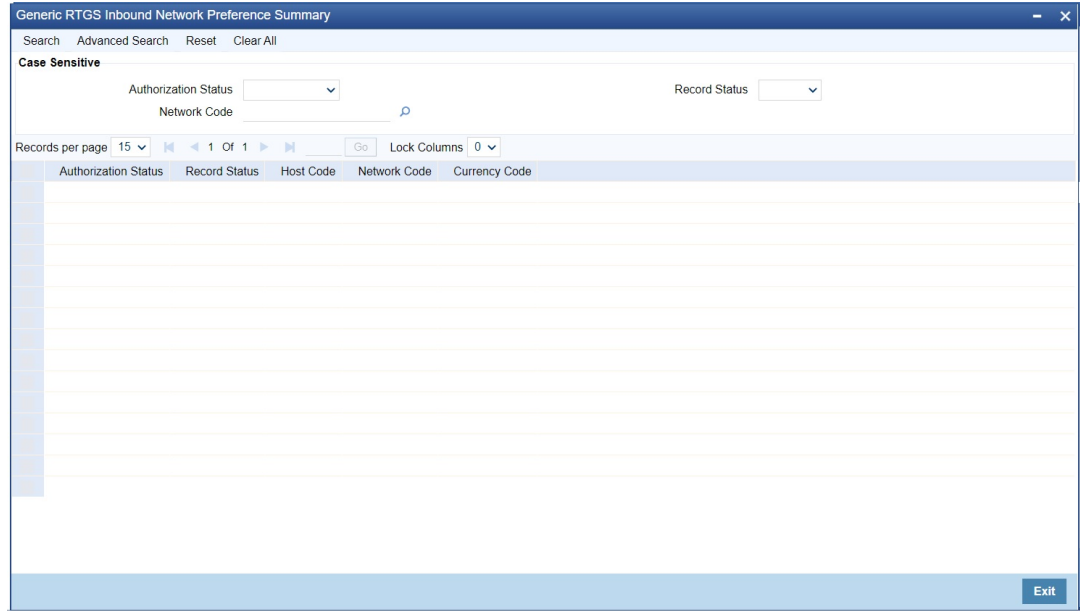 Generic RTGS Inbound Network Preference Summary
Search Advanced Search Reset Clear All
Case Sensitive
Authorization Status Record Status
Network Code
Records per page 15 1 Of 1 Go Lock Columns 0
Authorization Status Record Status Host Code Network Code Currency Code
Exit